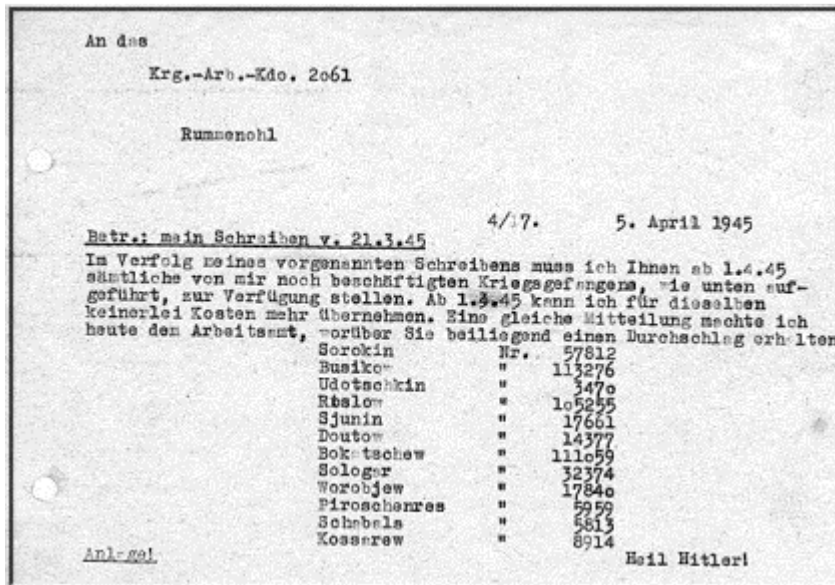 An das
Krg.-Arb.-Kdo. 2o61
Rummenohl
4/17. 5. April 1945
Betr.: mein Schreiben v. 21.3.45
Im Verfolg meines vorgenannten Schreibens muss ich Ihnen ab 1.4.45
sämtliche von mir noch beschäftigten Kriegsgefangene, wie unten auf-
geführt, zur Verfügung stellen. Ab 1.3.45 kann ich für dieselben
keinerlei Kosten mehr übernehmen. Eine gleiche Mitteilung machte ich
heute dem Arbeitsamt, worüber Sie beiliegend einen Durchschlag erhalten
Sorokin Nr. 57812
Busikow " 113276
Udotschkin " 347o
Sjunin " 17661
Doutow " 14377
Bokatschew " 111o59
Sologar " 32374
Worobjew " 1784o
Piroschenres " 5959
Schabala " 5813
Kossarew " 8914
Anlage!
Heil Hitler!